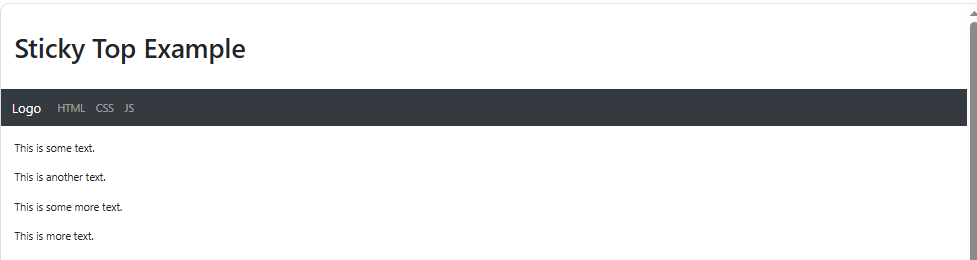 Sticky Top Example
Logo HTML CSS JS
This is some text.
This is another text.
This is some more text.
This is more text.